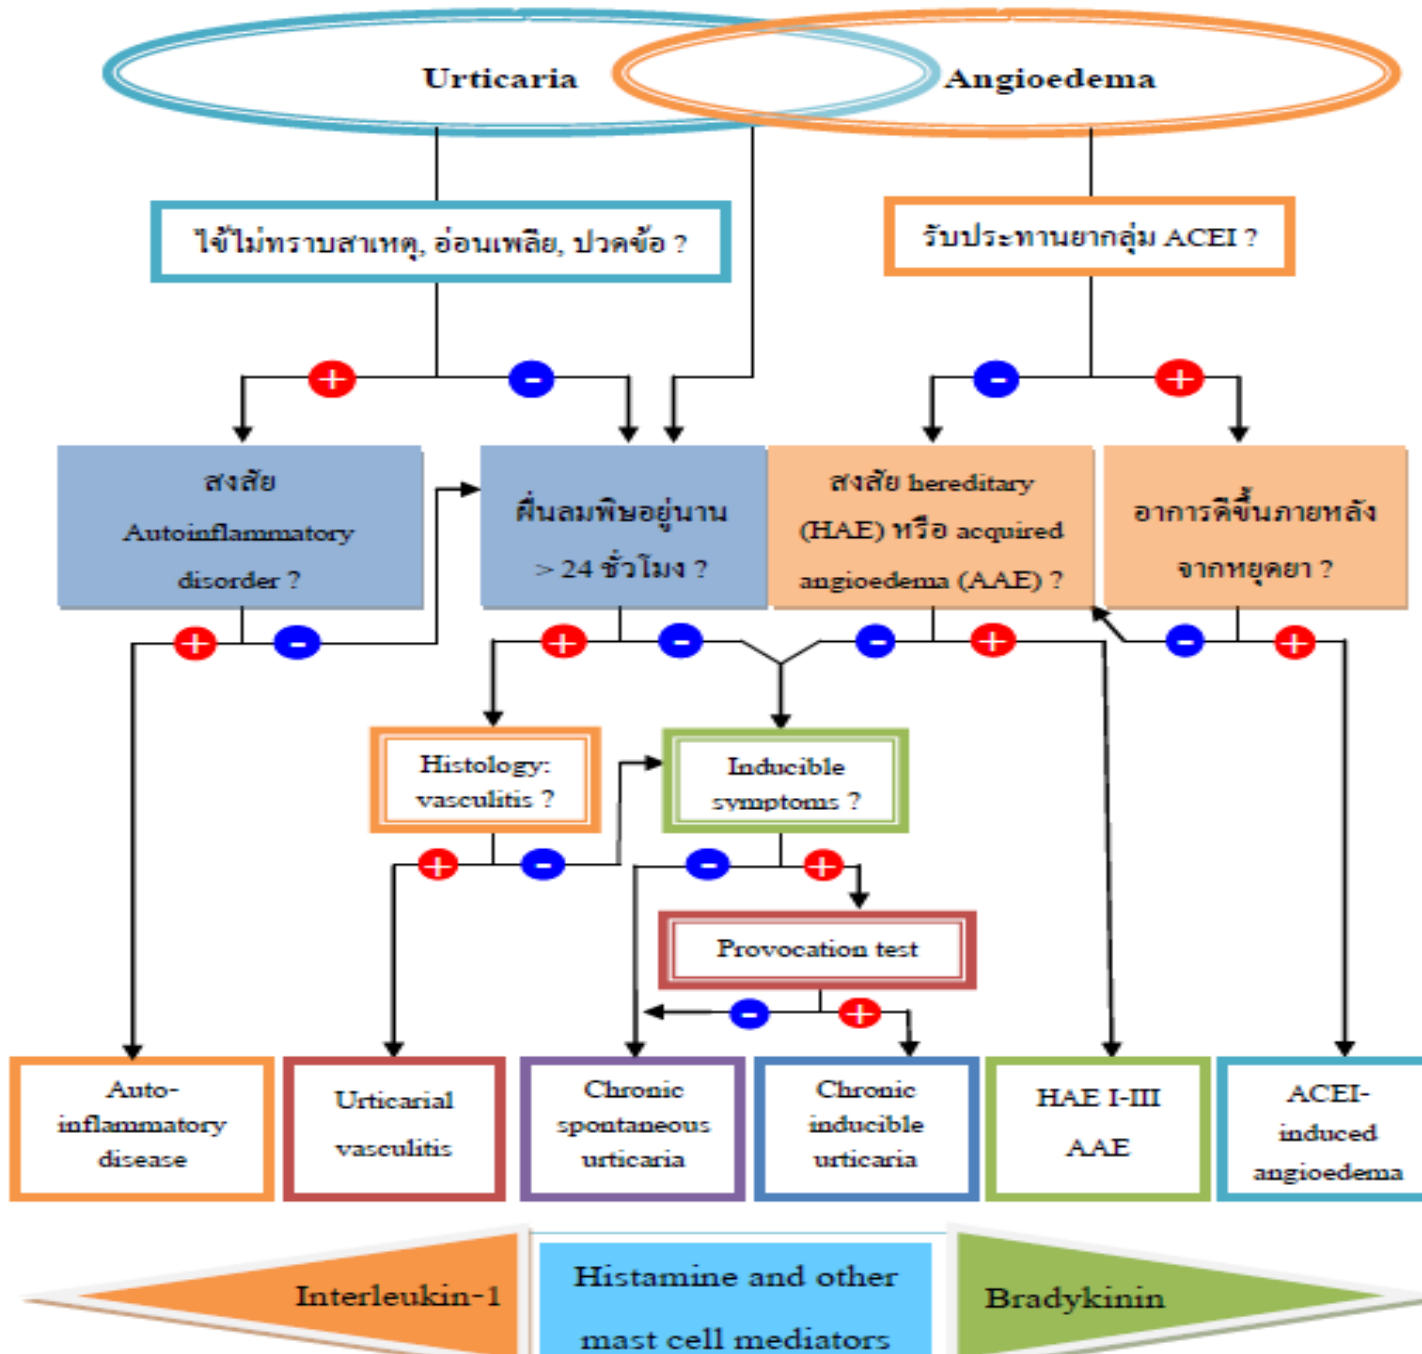 Urticaria
Angioedema
ไข้ไม่ทราบสาเหตุ, อ่อนเพลีย, ปวดข้อ ?
รับประทานยากลุ่ม ACEI ?
+
-
-
+
สงสัย
Autoinflammatory
disorder ?
ผื่นลมพิษอยู่นาน
> 24 ชั่วโมง ?
สงสัย hereditary
(HAE) หรือ acquired
angioedema (AAE) ?
อาการดีขึ้นภายหลัง
จากหยุดยา ?
+
-
+
-
-
+
-
+
Histology:
vasculitis ?
Inducible
symptoms ?
+
-
-
+
Provocation test
-
+
Auto-
inflammatory
disease
Urticarial
vasculitis
Chronic
spontaneous
urticaria
Chronic
inducible
urticaria
HAE I-III
AAE
ACEI-
induced
angioedema
Interleukin-1
Histamine and other
mast cell mediators
Bradykinin